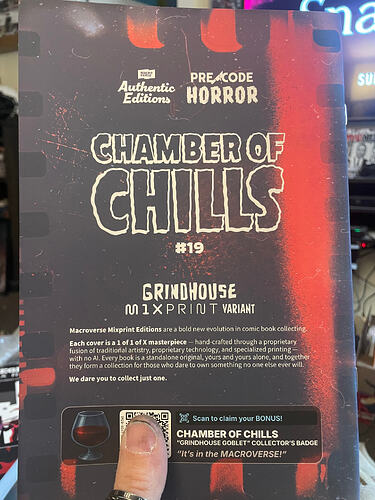 Authentic
Editions
PRE-CODE
HORROR
CHAMBER OF
CHILLS
#19
GRINDHOUSE
M1XPRINT VARIANT
Macroverse Mixprint Editions are a bold new evolution in comic book collecting.
Each cover is a 1 of 1 of X masterpiece — hand-crafted through a proprietary
fusion of traditional artistry, proprietary technology, and specialized printing —
with no AI. Every book is a standalone original, yours and yours alone, and together
they form a collection for those who dare to own something no one else ever will.
We dare you to collect just one.
Scan to claim your BONUS!
CHAMBER OF CHILLS
"GRINDHOUSE GOBLET" COLLECTOR'S BADGE
"It's in the MACROVERSE!"